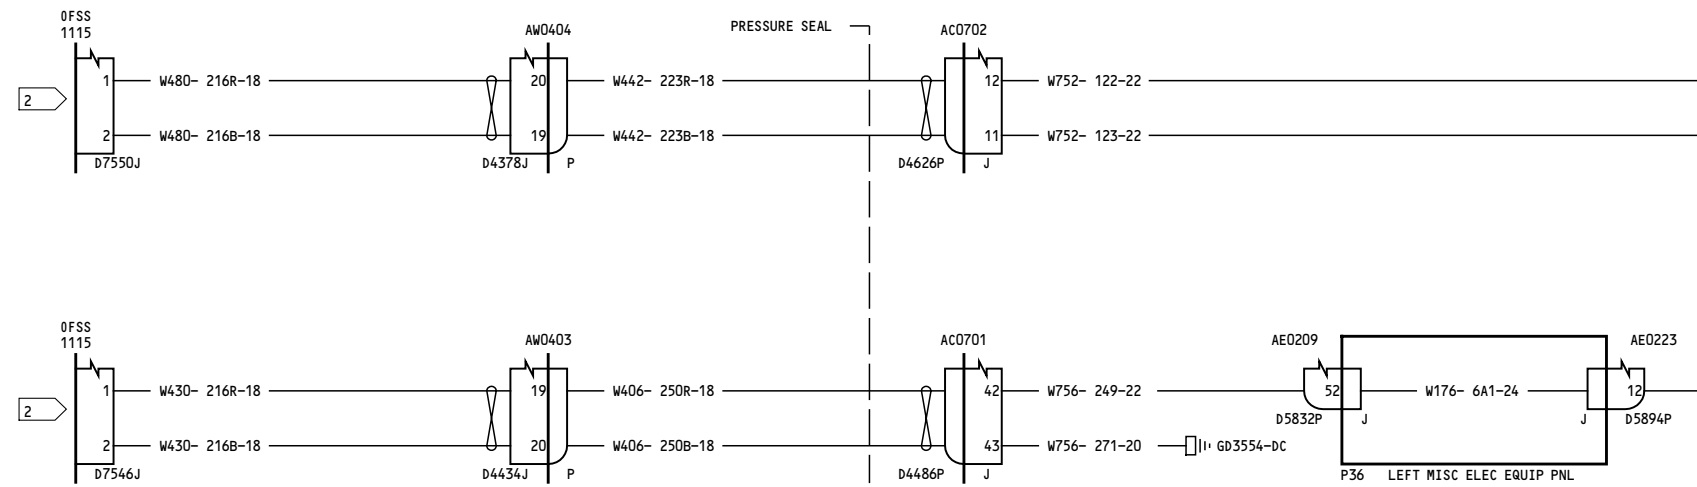 0FSS
1115
AW0404
PRESSURE SEAL
AC0702
2
1
W480- 216R-18
20
W442- 223R-18
12
W752- 122-22
2
W480- 216B-18
19
W442- 223B-18
11
W752- 123-22
D7550J
D4378J
P
D4626P
J
0FSS
1115
AW0403
AC0701
AE0209
AE0223
2
1
W430- 216R-18
19
W406- 250R-18
42
W756- 249-22
52
W176- 6A1-24
12
D5832P
J
J
D5894P
2
W430- 216B-18
20
W406- 250B-18
43
W756- 271-20
GD3554-DC
D7546J
D4434J
P
D4486P
J
P36
LEFT MISC ELEC EQUIP PNL